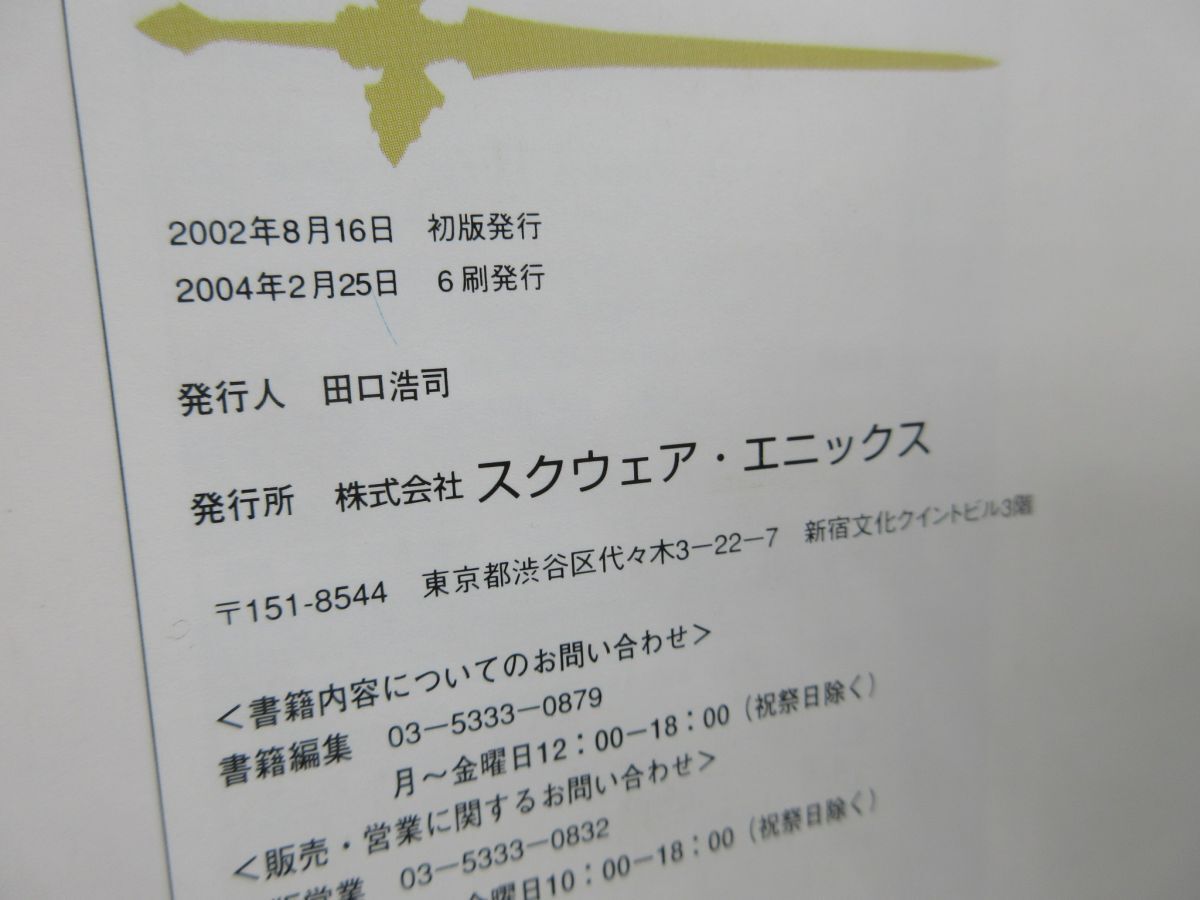 2002年8月16日　初版発行
2004年2月25日　6刷発行
発行人　田口浩司
発行所　株式会社 スクウェア・エニックス
〒151-8544　東京都渋谷区代々木3−22−7　新宿文化クイントビル3階
＜書籍内容についてのお問い合わせ＞
書籍編集　03−5333−0879
月〜金曜日12：00−18：00（祝祭日除く）
＜販売・営業に関するお問い合わせ＞
営業　03−5333−0832
金曜日10：00−18：00（祝祭日除く）